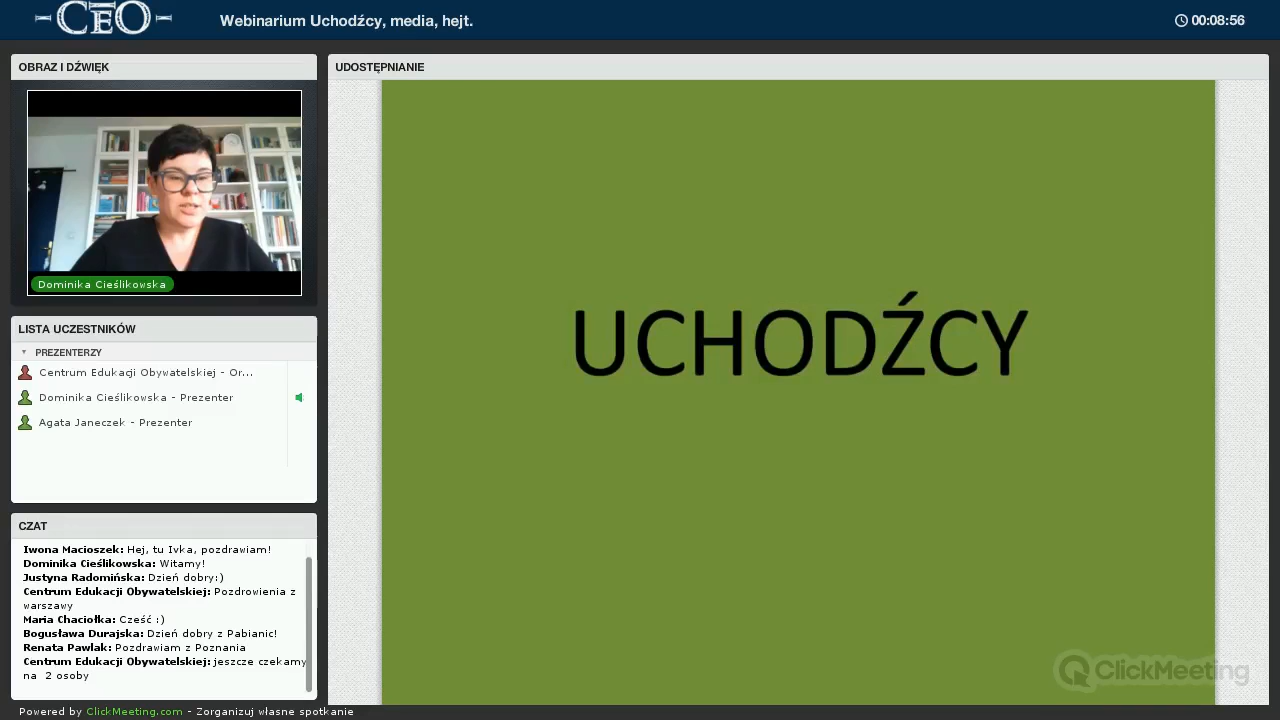 CEO
Webinarium Uchodźcy, media, hejt.
00:08:56
OBRAZ I DŹWIĘK
Dominika Cieślikowska
LISTA UCZESTNIKÓW
PREZENTERZY
Centrum Edukacji Obywatelskiej - Or...
Dominika Cieślikowska - Prezenter
Agata Janeczek - Prezenter
CZAT
Iwona Macioszek: Hej, tu Ivka, pozdrawiam!
Dominika Cieślikowska: Witamy!
Justyna Radomińska: Dzień dobry:)
Centrum Edukacji Obywatelskiej: Pozdrowienia z
warszawy
Maria Chaciołka: Cześć :)
Bogusława Durajska: Dzień dobry z Pabianic!
Renata Pawlak: Pozdrawiam z Poznania
Centrum Edukacji Obywatelskiej: jeszcze czekamy
na 2 osoby
UDOSTĘPNIANIE
UCHODŹCY
ClickMeeting
Powered by ClickMeeting.com - Zorganizuj własne spotkanie